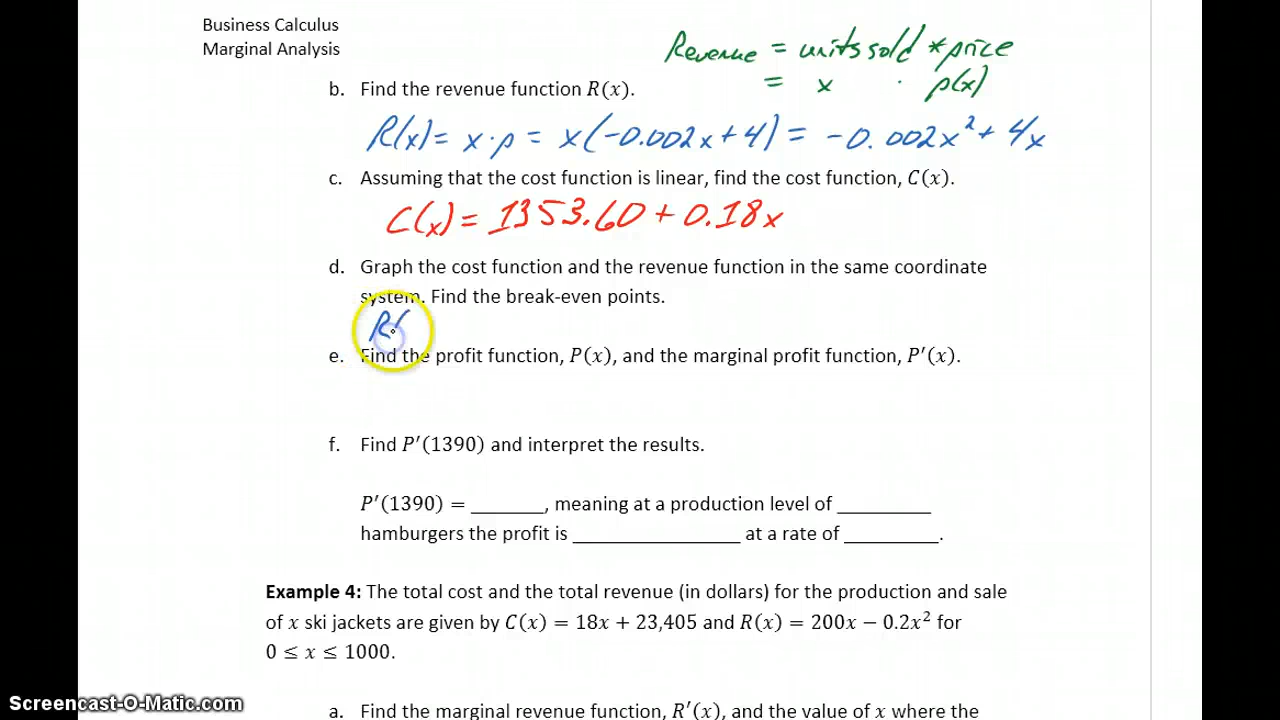 Business Calculus
Marginal Analysis
Revenue = units sold * price
= x · p(x)
b. Find the revenue function R(x).
R(x) = x·p = x(-0.002x+4) = -0.002x² + 4x
c. Assuming that the cost function is linear, find the cost function, C(x).
C(x) = 1353.60 + 0.18x
d. Graph the cost function and the revenue function in the same coordinate
system. Find the break-even points.
R(
e. Find the profit function, P(x), and the marginal profit function, P′(x).
f. Find P′(1390) and interpret the results.
P′(1390) = _______, meaning at a production level of _________
hamburgers the profit is ________________ at a rate of _________.
Example 4: The total cost and the total revenue (in dollars) for the production and sale
of x ski jackets are given by C(x) = 18x + 23,405 and R(x) = 200x − 0.2x² for
0 ≤ x ≤ 1000.
a. Find the marginal revenue function, R′(x), and the value of x where the
Screencast-O-Matic.com